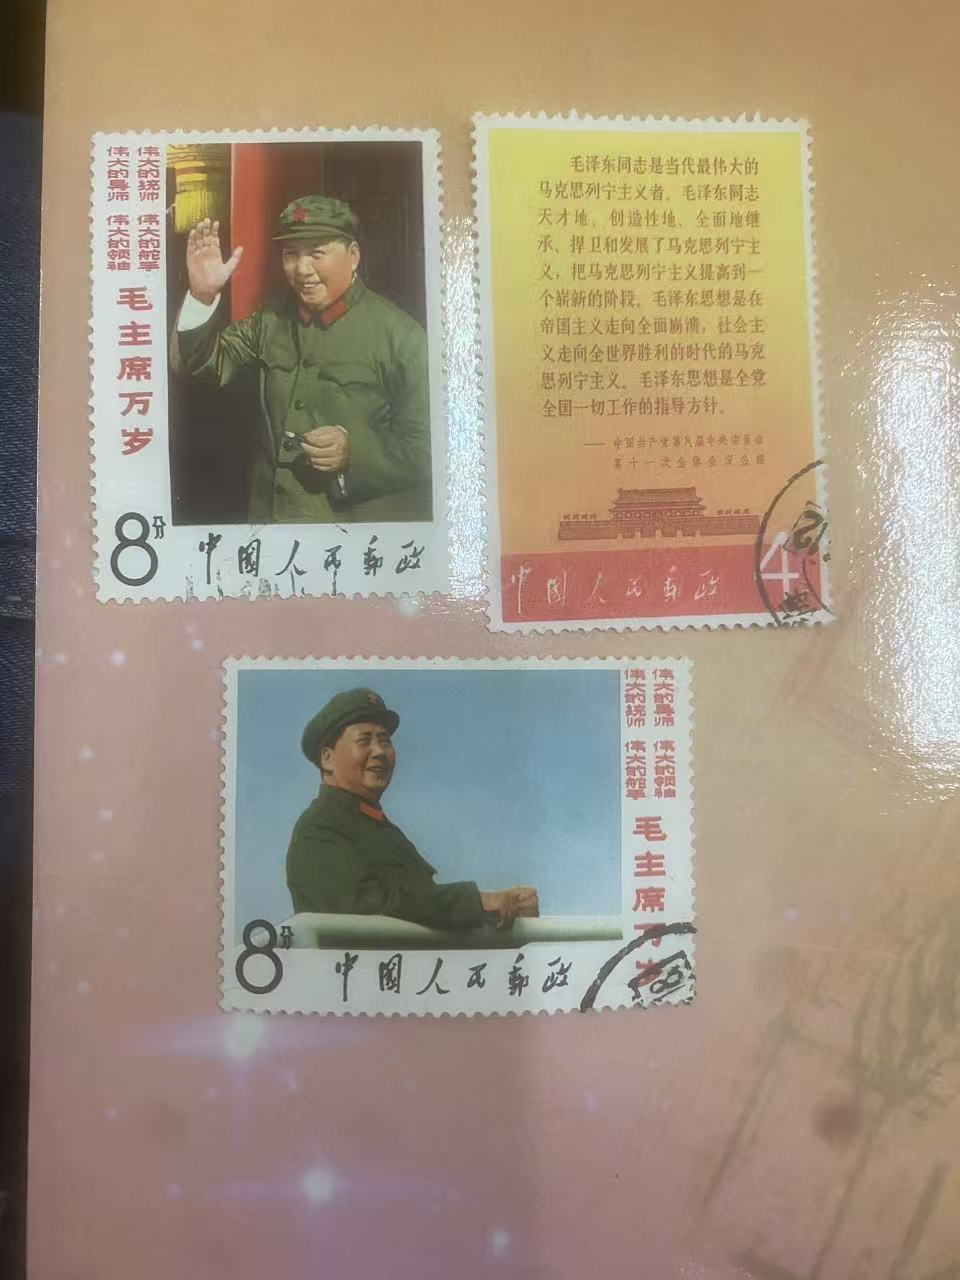 伟大的导师
伟大的领袖
伟大的统帅
伟大的舵手
毛主席万岁
8分
中国人民邮政
毛泽东同志是当代最伟大的
马克思列宁主义者。毛泽东同志
天才地、创造性地、全面地继
承、捍卫和发展了马克思列宁主
义，把马克思列宁主义提高到一
个崭新的阶段。毛泽东思想是在
帝国主义走向全面崩溃，社会主
义走向全世界胜利的时代的马克
思列宁主义。毛泽东思想是全党
全国一切工作的指导方针。
——中国共产党第八届中央委员会
第十一次全体会议公报
4
中国人民邮政
伟大的导师
伟大的领袖
伟大的统帅
伟大的舵手
毛主席万岁
8分
中国人民邮政